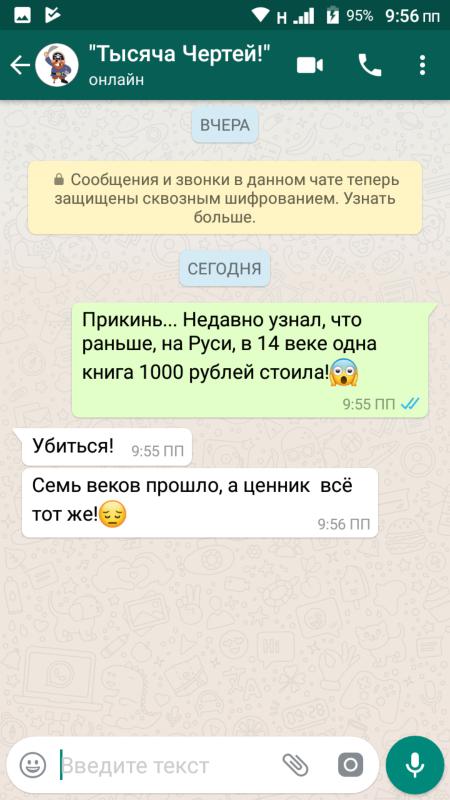 Н 95% 9:56 пп
"Тысяча Чертей!"
онлайн
ВЧЕРА
Сообщения и звонки в данном чате теперь
защищены сквозным шифрованием. Узнать
больше.
СЕГОДНЯ
Прикинь... Недавно узнал, что
раньше, на Руси, в 14 веке одна
книга 1000 рублей стоила!😱
9:55 ПП
Убиться! 9:55 ПП
Семь веков прошло, а ценник всё
тот же!😔
9:56 ПП
Введите текст